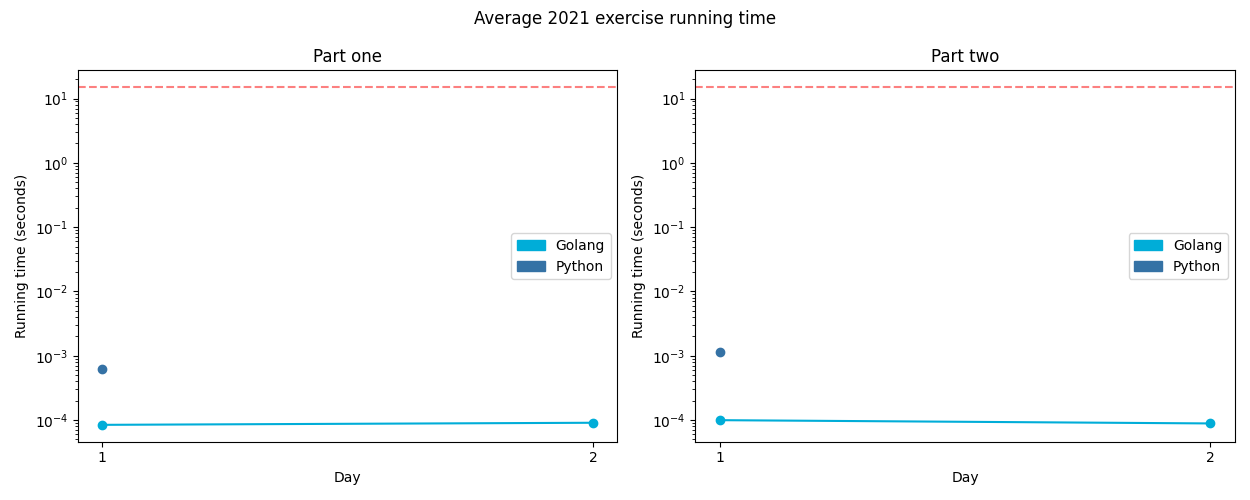 Average 2021 exercise running time
Part one
Running time (seconds)
10¹
10⁰
10⁻¹
10⁻²
10⁻³
10⁻⁴
Golang
Python
1
2
Day
Part two
Running time (seconds)
10¹
10⁰
10⁻¹
10⁻²
10⁻³
10⁻⁴
Golang
Python
1
2
Day